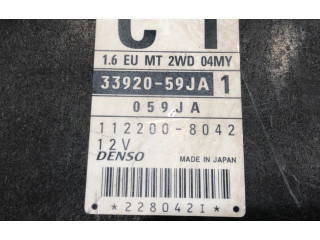 C T
1.6 EU MT 2WD 04MY
33920-59JA 1
059JA
112200-8042
12V
DENSO MADE IN JAPAN
*228042I*